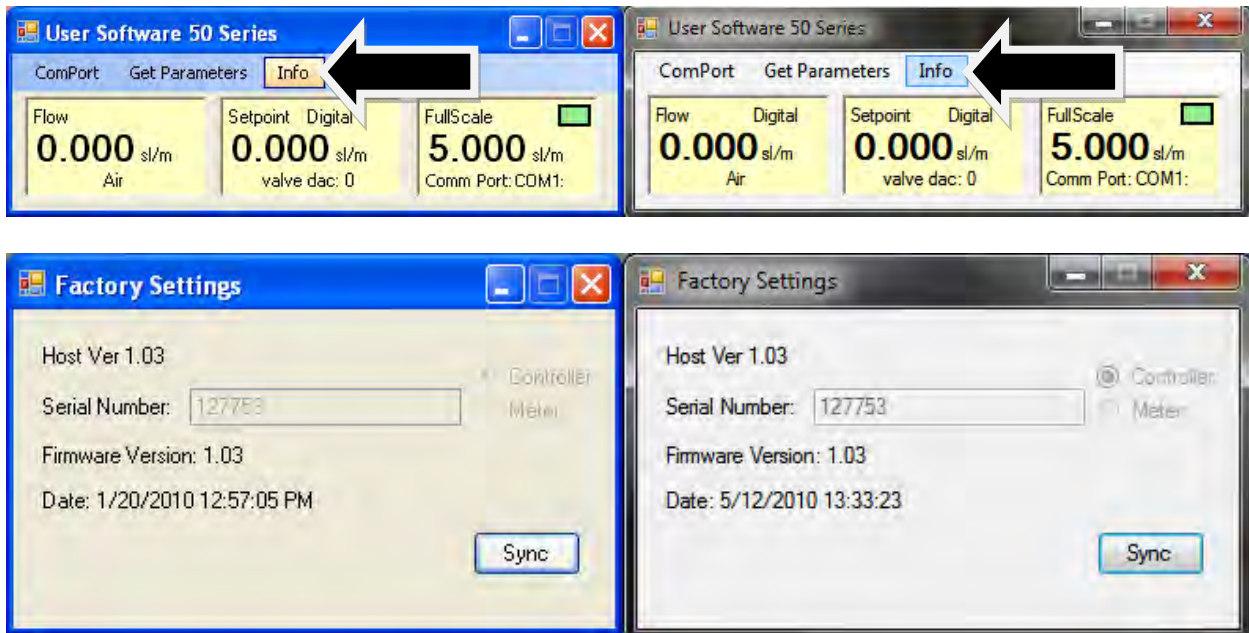 User Software 50 Series
ComPort Get Parameters Info
Flow
0.000 sl/m
Air
Setpoint Digital
0.000 sl/m
valve dac: 0
FullScale
5.000 sl/m
Comm Port: COM1:
User Software 50 Series
ComPort Get Parameters Info
Flow Digital
0.000 sl/m
Air
Setpoint Digital
0.000 sl/m
valve dac: 0
FullScale
5.000 sl/m
Comm Port: COM1:
Factory Settings
Host Ver 1.03
Controller
Serial Number: 127753
Meter
Firmware Version: 1.03
Date: 1/20/2010 12:57:05 PM
Sync
Factory Settings
Host Ver 1.03
Controller
Serial Number: 127753
Meter
Firmware Version: 1.03
Date: 5/12/2010 13:33:23
Sync